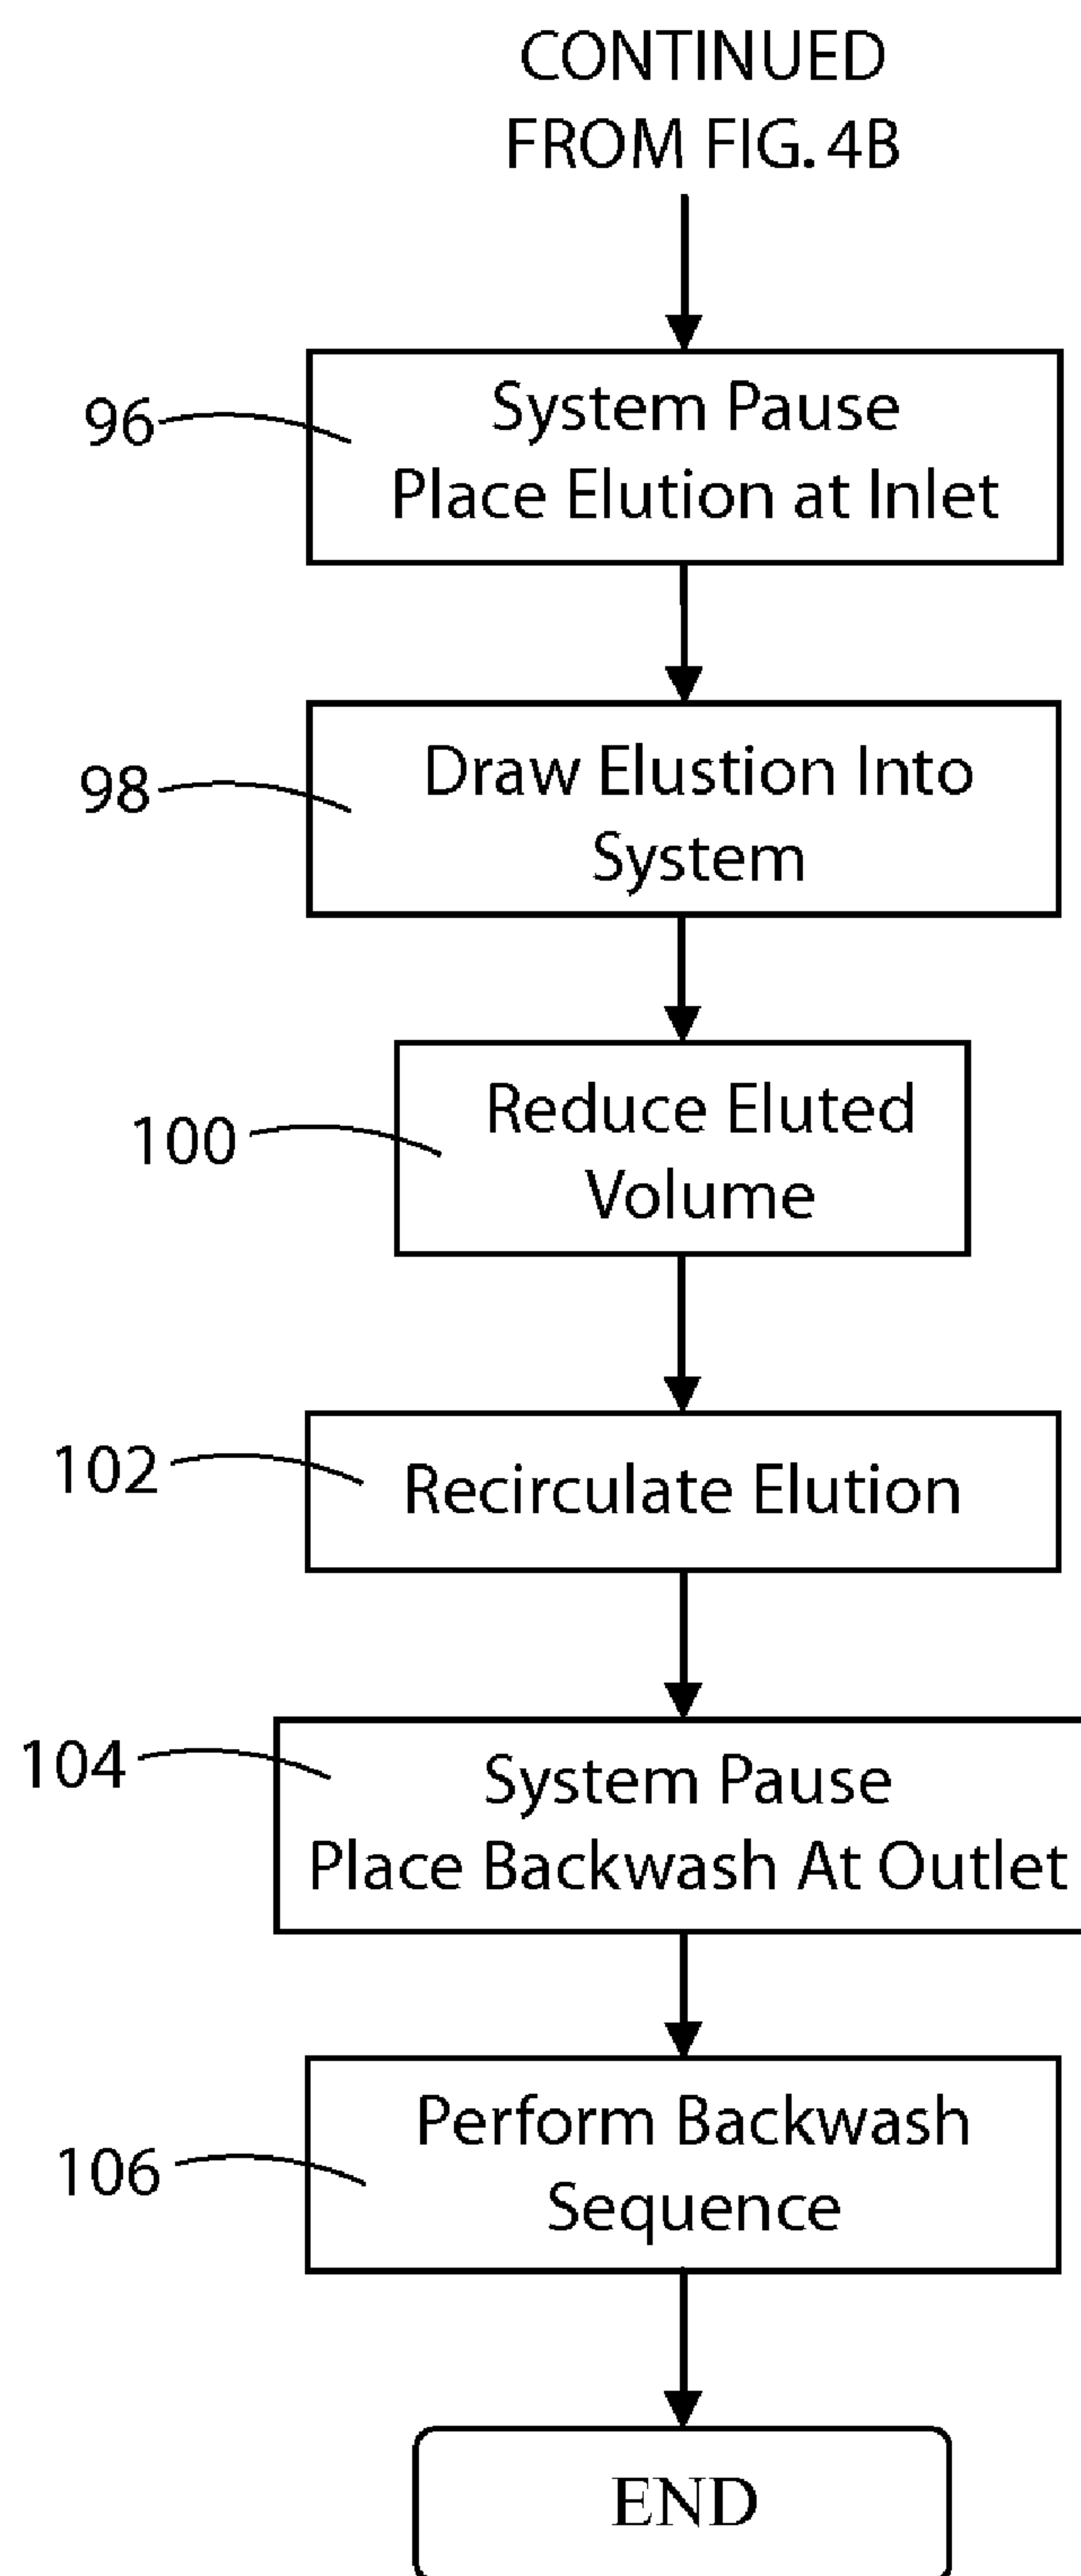 CONTINUED
FROM FIG. 4B
96
System Pause
Place Elution at Inlet
98
Draw Elustion Into
System
100
Reduce Eluted
Volume
102
Recirculate Elution
104
System Pause
Place Backwash At Outlet
106
Perform Backwash
Sequence
END